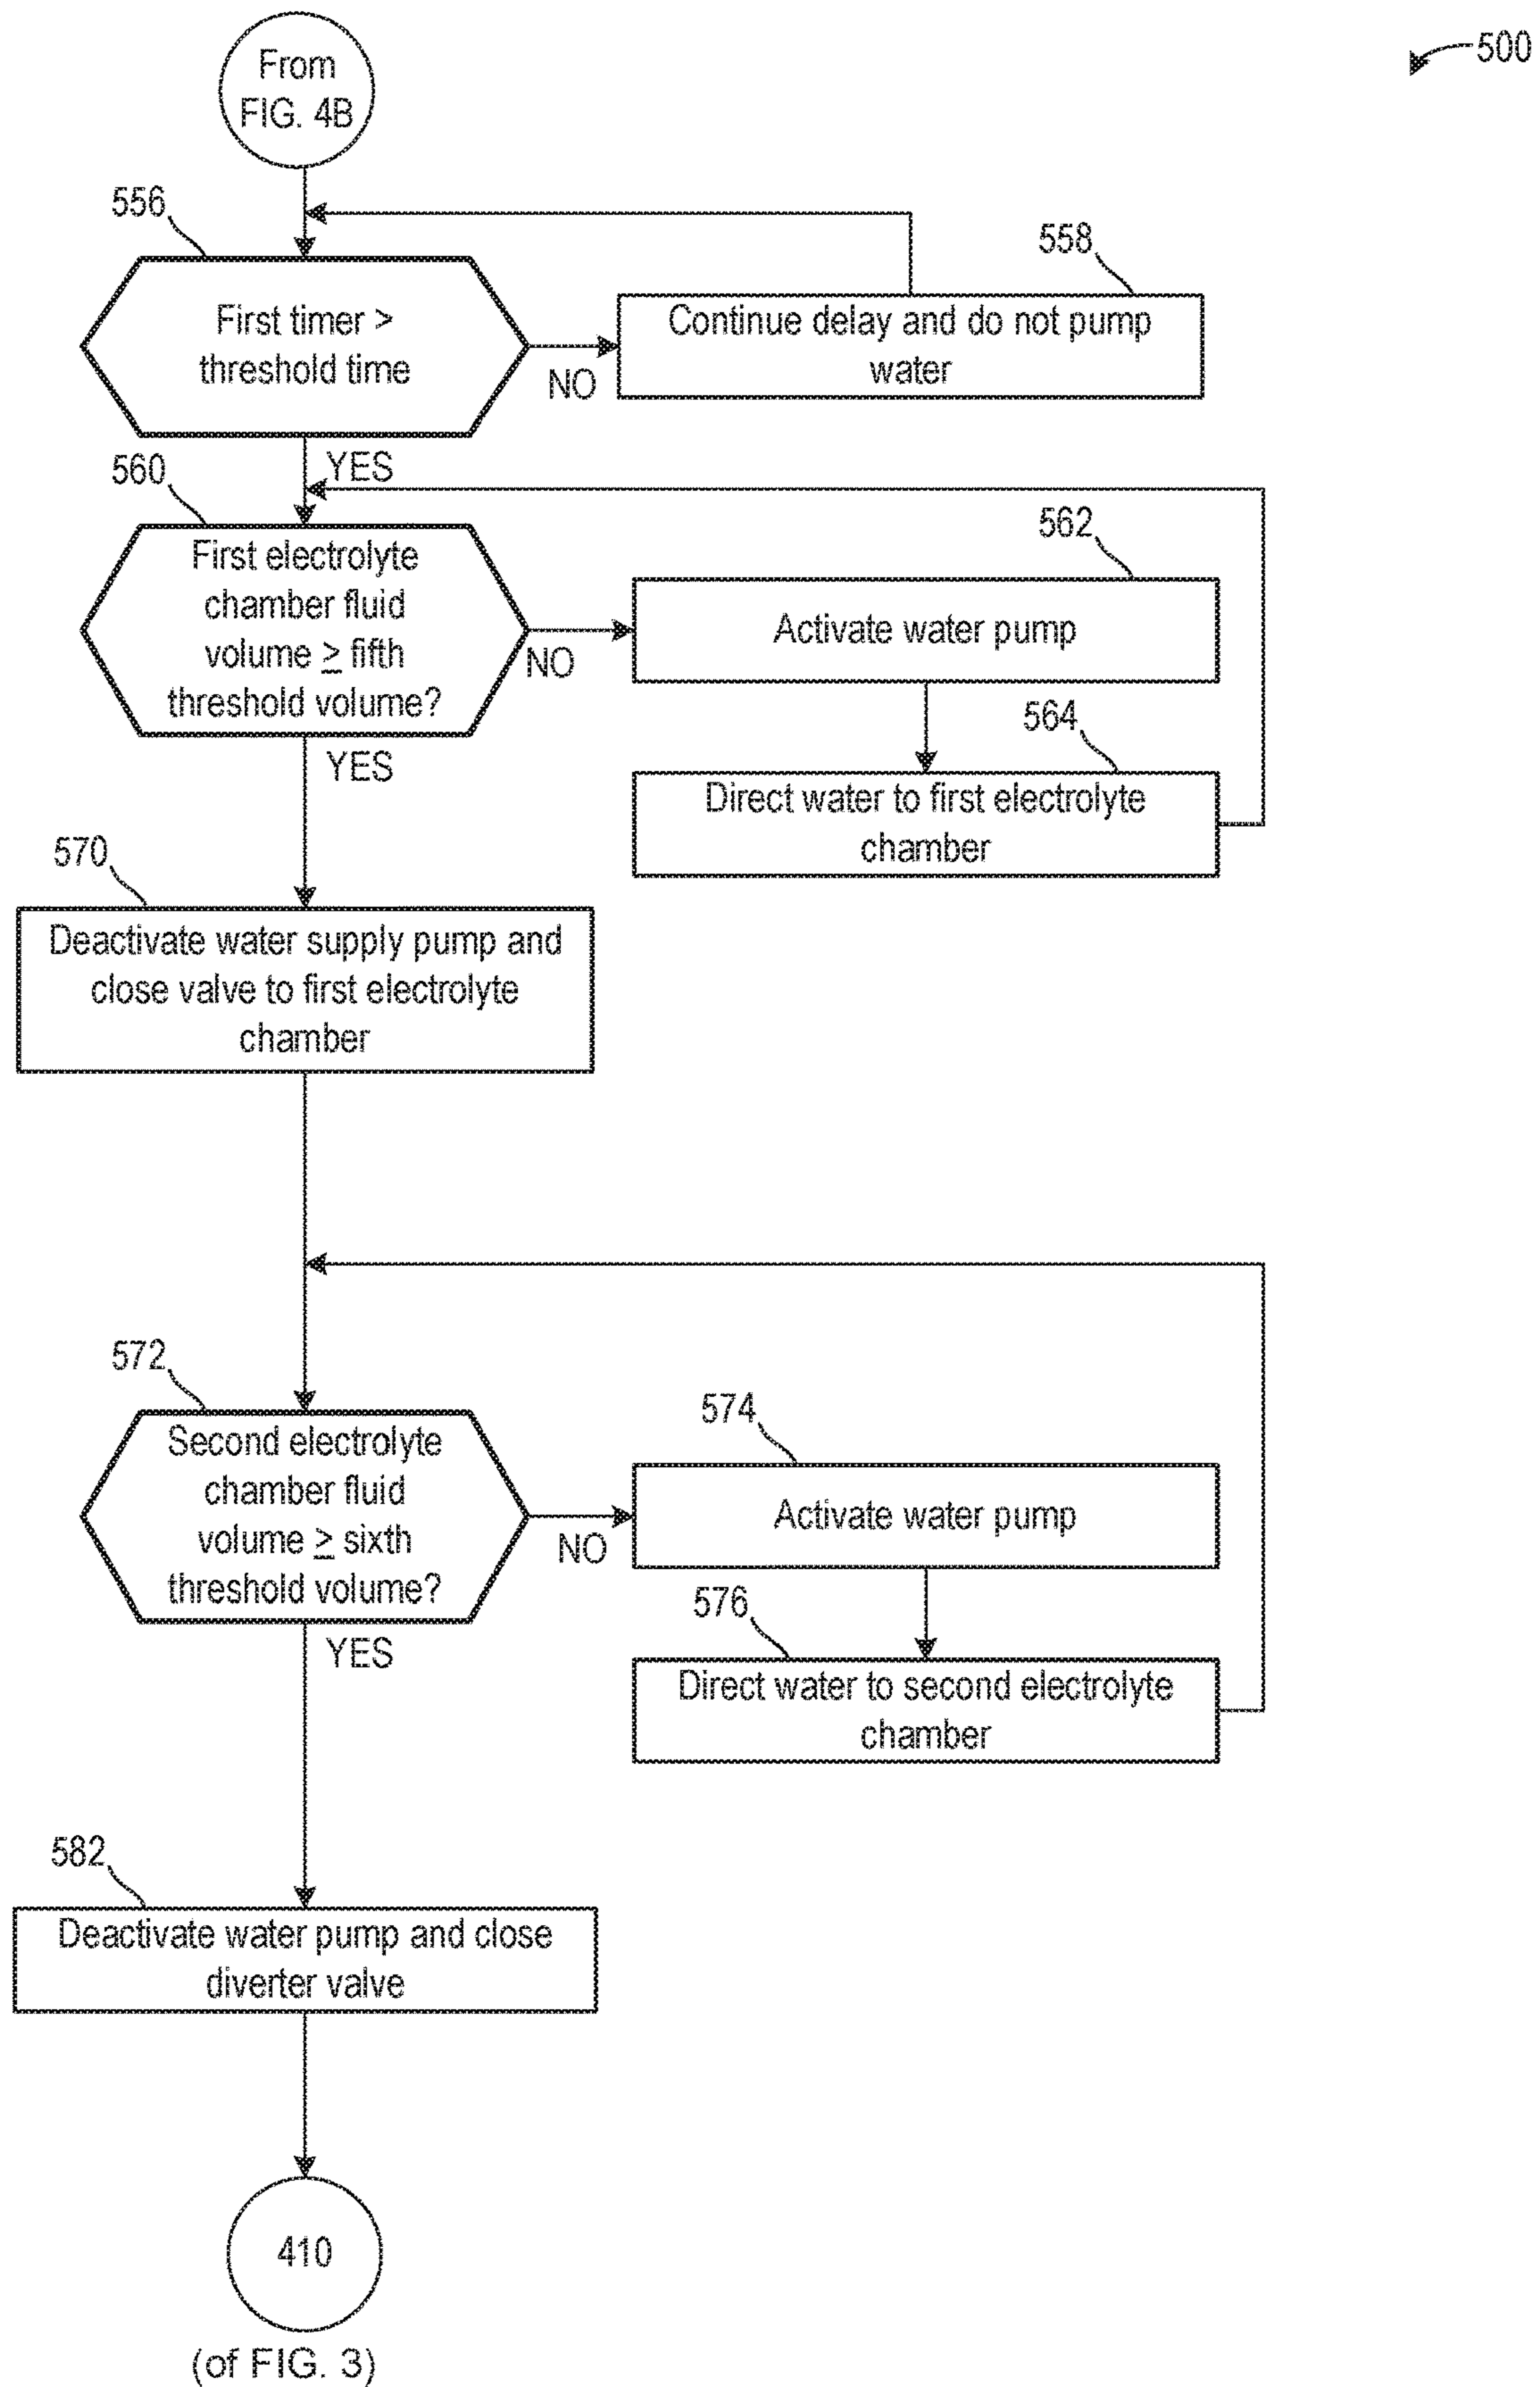 From
FIG. 4B
500
556
First timer >
threshold time
NO
558
Continue delay and do not pump
water
YES
560
First electrolyte
chamber fluid
volume ≥ fifth
threshold volume?
NO
562
Activate water pump
564
Direct water to first electrolyte
chamber
YES
570
Deactivate water supply pump and
close valve to first electrolyte
chamber
572
Second electrolyte
chamber fluid
volume ≥ sixth
threshold volume?
NO
574
Activate water pump
576
Direct water to second electrolyte
chamber
YES
582
Deactivate water pump and close
diverter valve
410
(of FIG. 3)